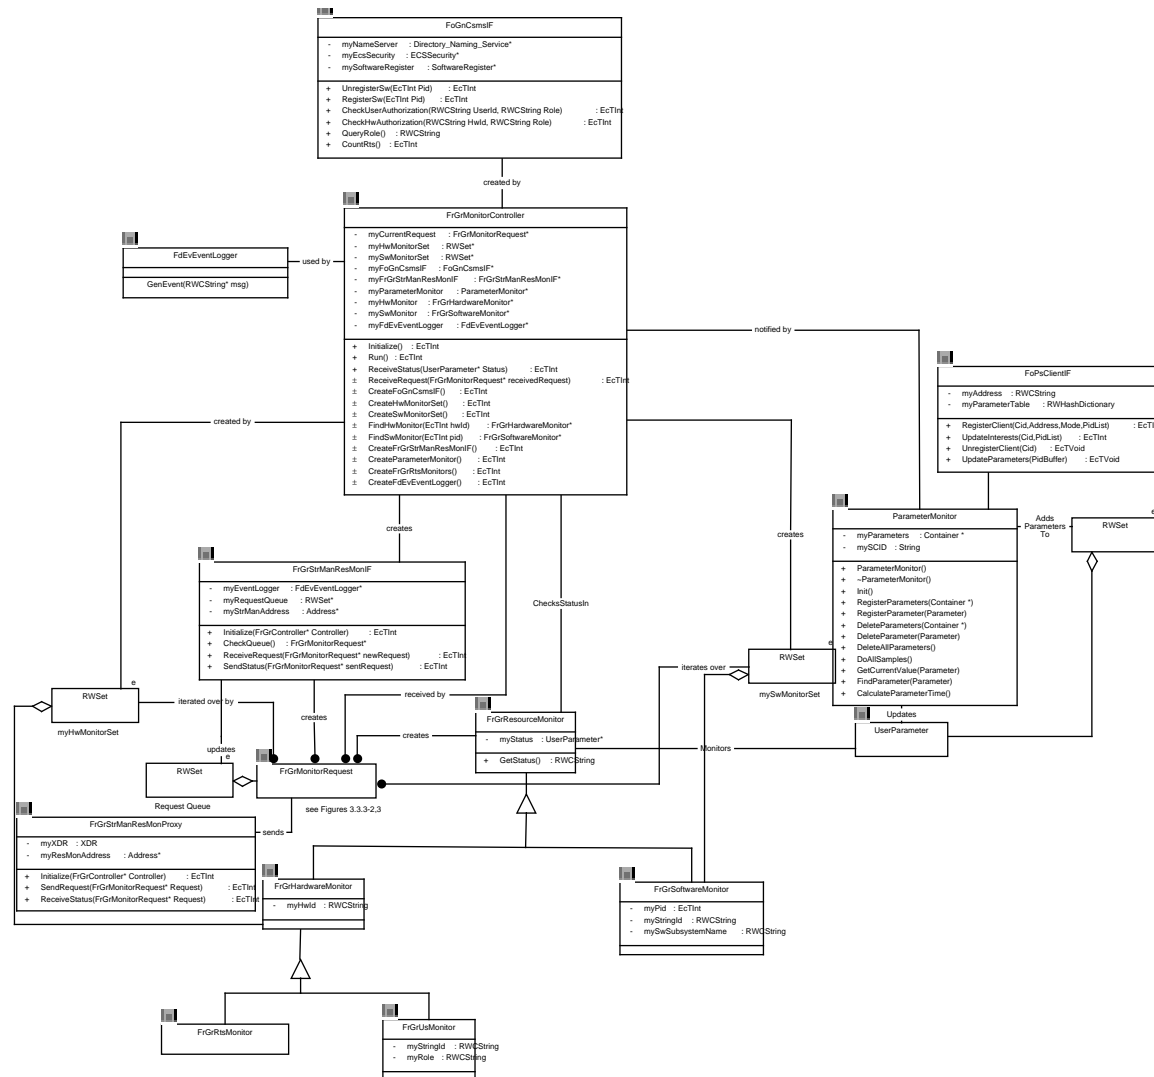 FoGnCsmsIF
- myNameServer : Directory_Naming_Service*
- myEcsSecurity : ECSSecurity*
- mySoftwareRegister : SoftwareRegister*
+ UnregisterSw(EcTInt Pid) : EcTInt
+ RegisterSw(EcTInt Pid) : EcTInt
+ CheckUserAuthorization(RWCString UserId, RWCString Role) : EcTInt
+ CheckHwAuthorization(RWCString HwId, RWCString Role) : EcTInt
+ QueryRole() : RWCString
+ CountRts() : EcTInt
created by
FrGrMonitorController
- myCurrentRequest : FrGrMonitorRequest*
- myHwMonitorSet : RWSet*
- mySwMonitorSet : RWSet*
- myFoGnCsmsIF : FoGnCsmsIF*
- myFrGrStrManResMonIF : FrGrStrManResMonIF*
- myParameterMonitor : ParameterMonitor*
- myHwMonitor : FrGrHardwareMonitor*
- mySwMonitor : FrGrSoftwareMonitor*
- myFdEvEventLogger : FdEvEventLogger*
+ Initialize() : EcTInt
+ Run() : EcTInt
+ ReceiveStatus(UserParameter* Status) : EcTInt
± ReceiveRequest(FrGrMonitorRequest* receivedRequest) : EcTInt
± CreateFoGnCsmsIF() : EcTInt
± CreateHwMonitorSet() : EcTInt
± CreateSwMonitorSet() : EcTInt
± FindHwMonitor(EcTInt hwId) : FrGrHardwareMonitor*
± FindSwMonitor(EcTInt pid) : FrGrSoftwareMonitor*
± CreateFrGrStrManResMonIF() : EcTInt
± CreateParameterMonitor() : EcTInt
± CreateFrGrRtsMonitors() : EcTInt
± CreateFdEvEventLogger() : EcTInt
FdEvEventLogger
GenEvent(RWCString* msg)
used by
notified by
FoPsClientIF
- myAddress : RWCString
- myParameterTable : RWHashDictionary
+ RegisterClient(Cid,Address,Mode,PidList) : EcTI
+ UpdateInterests(Cid,PidList) : EcTInt
+ UnregisterClient(Cid) : EcTVoid
+ UpdateParameters(PidBuffer) : EcTVoid
created by
creates
creates
ChecksStatusIn
ParameterMonitor
- myParameters : Container *
- mySCID : String
+ ParameterMonitor()
+ ~ParameterMonitor()
+ Init()
+ RegisterParameters(Container *)
+ RegisterParameter(Parameter)
+ DeleteParameters(Container *)
+ DeleteParameter(Parameter)
+ DeleteAllParameters()
+ DoAllSamples()
+ GetCurrentValue(Parameter)
+ FindParameter(Parameter)
+ CalculateParameterTime()
Adds
Parameters
To
e
RWSet
FrGrStrManResMonIF
- myEventLogger : FdEvEventLogger*
- myRequestQueue : RWSet*
- myStrManAddress : Address*
+ Initialize(FrGrController* Controller) : EcTInt
+ CheckQueue() : FrGrMonitorRequest*
+ ReceiveRequest(FrGrMonitorRequest* newRequest) : EcTInt
+ SendStatus(FrGrMonitorRequest* sentRequest) : EcTInt
e
RWSet
mySwMonitorSet
iterates over
e
RWSet
myHwMonitorSet
iterated over by
received by
creates
creates
updates
FrGrResourceMonitor
- myStatus : UserParameter*
+ GetStatus() : RWCString
Updates
UserParameter
Monitors
e
RWSet
Request Queue
FrGrMonitorRequest
see Figures 3.3.3-2,3
sends
FrGrStrManResMonProxy
- myXDR : XDR
- myResMonAddress : Address*
+ Initialize(FrGrController* Controller) : EcTInt
+ SendRequest(FrGrMonitorRequest* Request) : EcTInt
+ ReceiveStatus(FrGrMonitorRequest* Request) : EcTInt
FrGrHardwareMonitor
- myHwId : RWCString
FrGrSoftwareMonitor
- myPid : EcTInt
- myStringId : RWCString
- mySwSubsystemName : RWCString
FrGrRtsMonitor
FrGrUsMonitor
- myStringId : RWCString
- myRole : RWCString